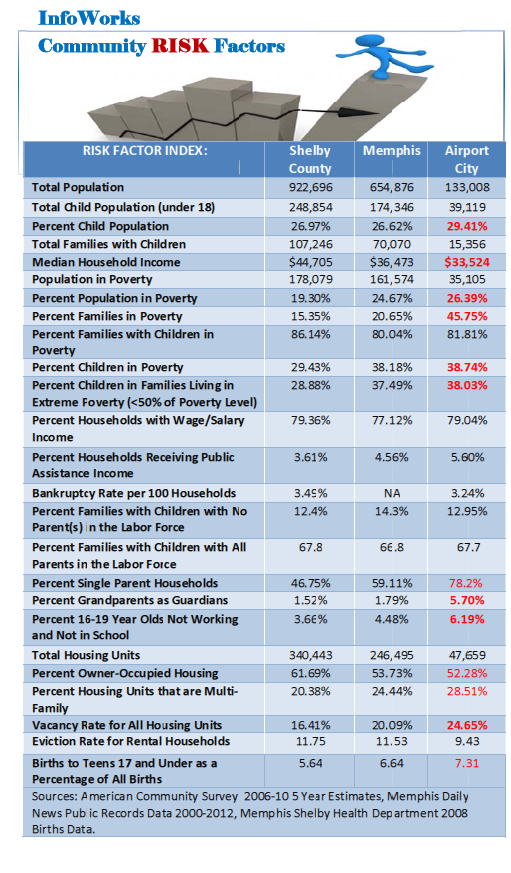 InfoWorks
Community RISK Factors
RISK FACTOR INDEX: Shelby County Memphis Airport City
Total Population 922,696 654,876 133,008
Total Child Population (under 18) 248,854 174,346 39,119
Percent Child Population 26.97% 26.62% 29.41%
Total Families with Children 107,246 70,070 15,356
Median Household Income $44,705 $36,473 $33,524
Population in Poverty 178,079 161,574 35,105
Percent Population in Poverty 19.30% 24.67% 26.39%
Percent Families in Poverty 15.35% 20.65% 45.75%
Percent Families with Children in Poverty 86.14% 80.04% 81.81%
Percent Children in Poverty 29.43% 38.18% 38.74%
Percent Children in Families Living in Extreme Poverty (<50% of Poverty Level) 28.88% 37.49% 38.03%
Percent Households with Wage/Salary Income 79.36% 77.12% 79.04%
Percent Households Receiving Public Assistance Income 3.61% 4.56% 5.60%
Bankruptcy Rate per 100 Households 3.49% NA 3.24%
Percent Families with Children with No Parent(s) in the Labor Force 12.4% 14.3% 12.95%
Percent Families with Children with All Parents in the Labor Force 67.8 66.8 67.7
Percent Single Parent Households 46.75% 59.11% 78.2%
Percent Grandparents as Guardians 1.52% 1.79% 5.70%
Percent 16-19 Year Olds Not Working and Not in School 3.66% 4.48% 6.19%
Total Housing Units 340,443 246,495 47,659
Percent Owner-Occupied Housing 61.69% 53.73% 52.28%
Percent Housing Units that are Multi-Family 20.38% 24.44% 28.51%
Vacancy Rate for All Housing Units 16.41% 20.09% 24.65%
Eviction Rate for Rental Households 11.75 11.53 9.43
Births to Teens 17 and Under as a Percentage of All Births 5.64 6.64 7.31
Sources: American Community Survey 2006-10 5 Year Estimates, Memphis Daily
News Public Records Data 2000-2012, Memphis Shelby Health Department 2008
Births Data.